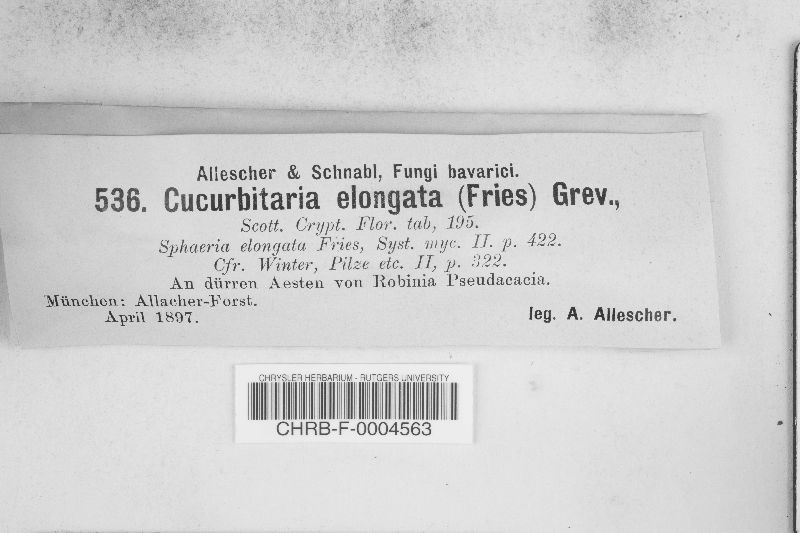 Allescher & Schnabl, Fungi bavarici.
536. Cucurbitaria elongata (Fries) Grev.,
Scott. Crypt. Flor. tab, 195.
Sphaeria elongata Fries, Syst. myc. II. p. 422.
Cfr. Winter, Pilze etc. II, p. 322.
An dürren Aesten von Robinia Pseudacacia.
München: Allacher-Forst.
April 1897.
leg. A. Allescher.
CHRYSLER HERBARIUM - RUTGERS UNIVERSITY
CHRB-F-0004563